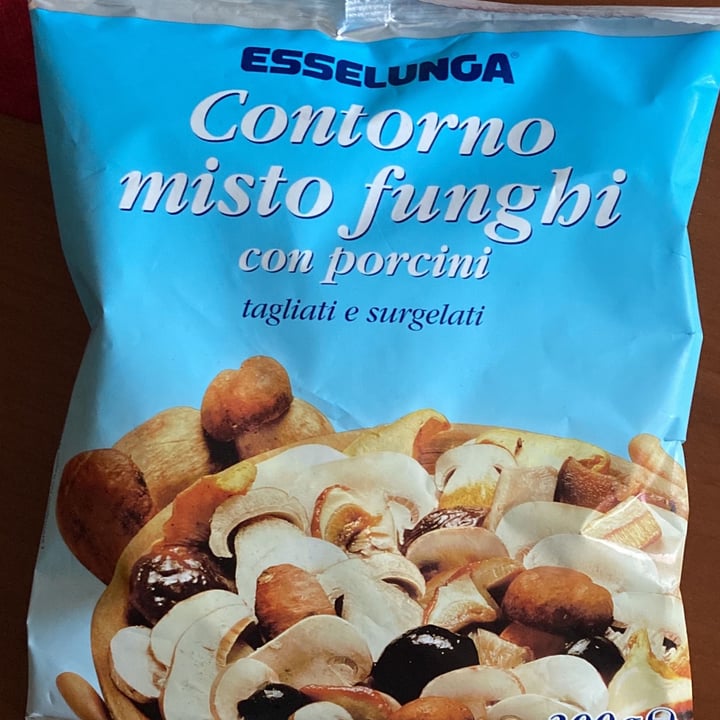 ESSELUNGA®
Contorno
misto funghi
con porcini
tagliati e surgelati